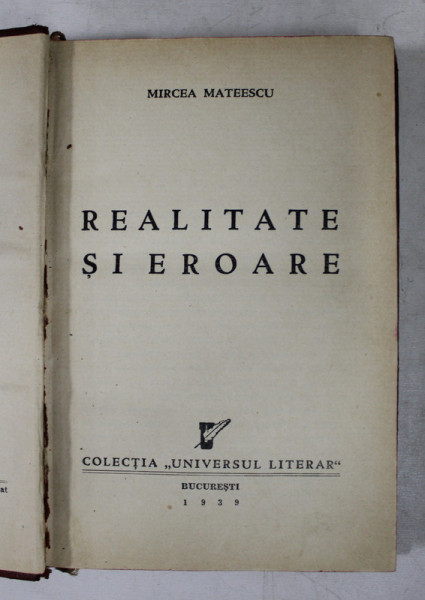 MIRCEA MATEESCU
REALITATE
ȘI EROARE
COLECȚIA „UNIVERSUL LITERAR“
BUCUREȘTI
1939